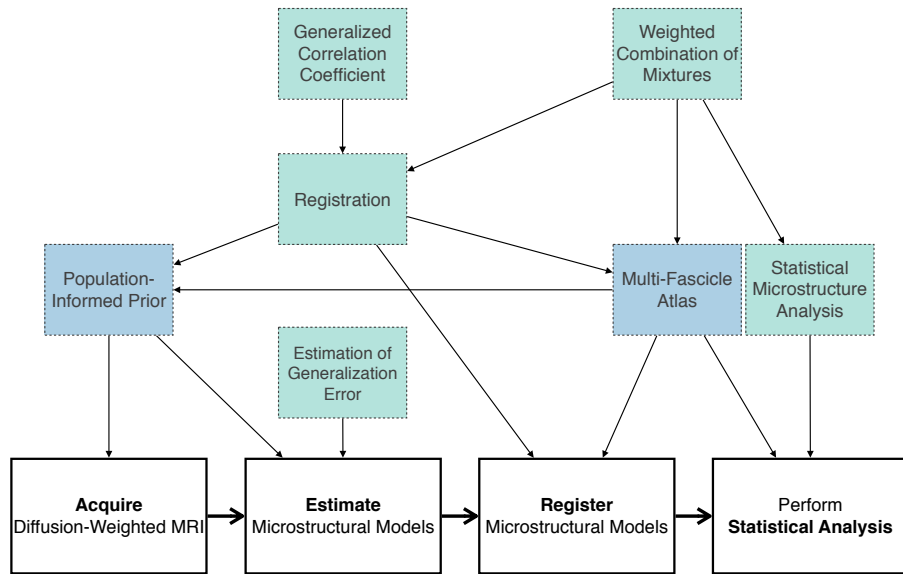 Generalized
Correlation
Coefficient
Weighted
Combination of
Mixtures
Registration
Population-
Informed Prior
Multi-Fascicle
Atlas
Statistical
Microstructure
Analysis
Estimation of
Generalization
Error
Acquire
Diffusion-Weighted MRI
Estimate
Microstructural Models
Register
Microstructural Models
Perform
Statistical Analysis